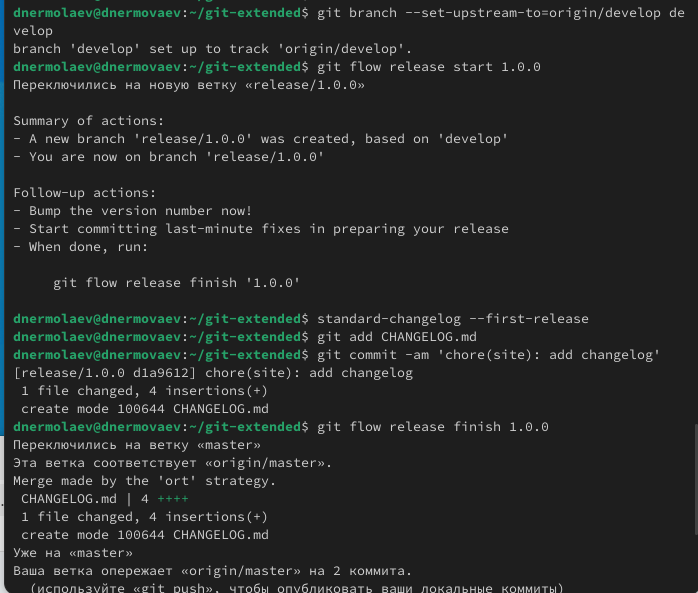 dnermolaev@dnermovaev:~/git-extended$ git branch --set-upstream-to=origin/develop de
velop
branch 'develop' set up to track 'origin/develop'.
dnermolaev@dnermovaev:~/git-extended$ git flow release start 1.0.0
Переключились на новую ветку «release/1.0.0»
Summary of actions:
- A new branch 'release/1.0.0' was created, based on 'develop'
- You are now on branch 'release/1.0.0'
Follow-up actions:
- Bump the version number now!
- Start committing last-minute fixes in preparing your release
- When done, run:
git flow release finish '1.0.0'
dnermolaev@dnermovaev:~/git-extended$ standard-changelog --first-release
dnermolaev@dnermovaev:~/git-extended$ git add CHANGELOG.md
dnermolaev@dnermovaev:~/git-extended$ git commit -am 'chore(site): add changelog'
[release/1.0.0 d1a9612] chore(site): add changelog
1 file changed, 4 insertions(+)
create mode 100644 CHANGELOG.md
dnermolaev@dnermovaev:~/git-extended$ git flow release finish 1.0.0
Переключились на ветку «master»
Эта ветка соответствует «origin/master».
Merge made by the 'ort' strategy.
CHANGELOG.md | 4 ++++
1 file changed, 4 insertions(+)
create mode 100644 CHANGELOG.md
Уже на «master»
Ваша ветка опережает «origin/master» на 2 коммита.
(используйте «git push», чтобы опубликовать ваши локальные коммиты)